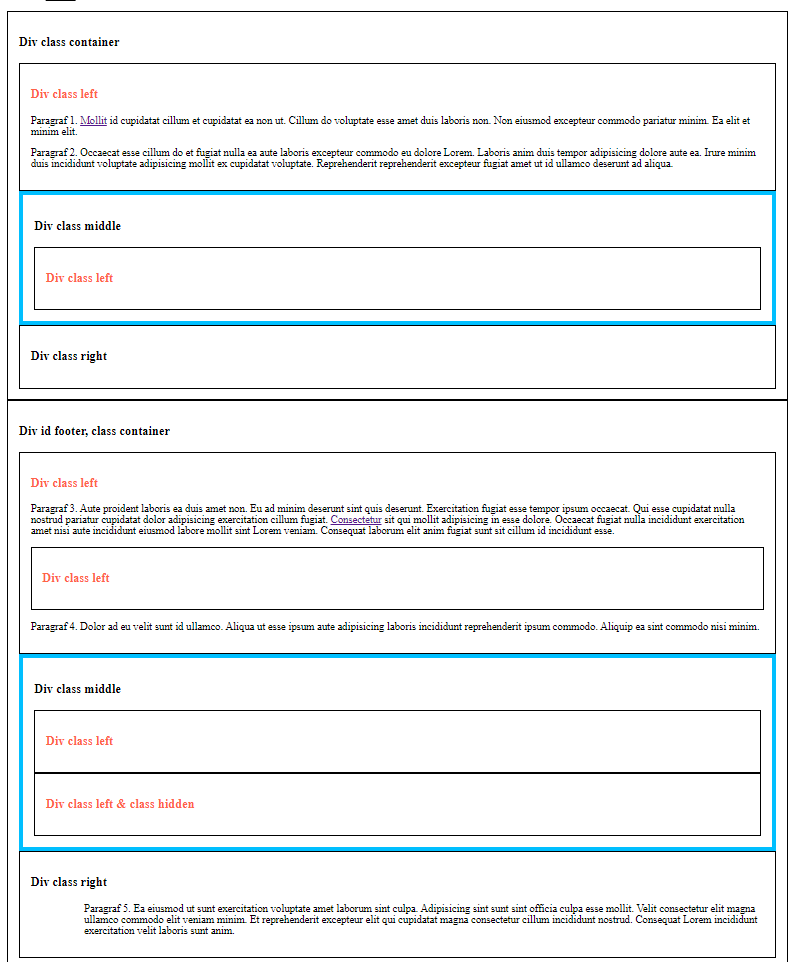 Div class container
Div class left
Paragraf 1. Mollit id cupidatat cillum et cupidatat ea non ut. Cillum do voluptate esse amet duis laboris non. Non eiusmod excepteur commodo pariatur minim. Ea elit et
minim elit.
Paragraf 2. Occaecat esse cillum do et fugiat nulla ea aute laboris excepteur commodo eu dolore Lorem. Laboris anim duis tempor adipisicing dolore aute ea. Irure minim
duis incididunt voluptate adipisicing mollit ex cupidatat voluptate. Reprehenderit reprehenderit excepteur fugiat amet ut id ullamco deserunt ad aliqua.
Div class middle
Div class left
Div class right
Div id footer, class container
Div class left
Paragraf 3. Aute proident laboris ea duis amet non. Eu ad minim deserunt sint quis deserunt. Exercitation fugiat esse tempor ipsum occaecat. Qui esse cupidatat nulla
nostrud pariatur cupidatat dolor adipisicing exercitation cillum fugiat. Consectetur sit qui mollit adipisicing in esse dolore. Occaecat fugiat nulla incididunt exercitation
amet nisi aute incididunt eiusmod labore mollit sint Lorem veniam. Consequat laborum elit anim fugiat sunt sit cillum id incididunt esse.
Div class left
Paragraf 4. Dolor ad eu velit sunt id ullamco. Aliqua ut esse ipsum aute adipisicing laboris incididunt reprehenderit ipsum commodo. Aliquip ea sint commodo nisi minim.
Div class middle
Div class left
Div class left & class hidden
Div class right
Paragraf 5. Ea eiusmod ut sunt exercitation voluptate amet laborum sint culpa. Adipisicing sint sunt sint officia culpa esse mollit. Velit consectetur elit magna
ullamco commodo elit veniam minim. Et reprehenderit excepteur elit qui cupidatat magna consectetur cillum incididunt nostrud. Consequat Lorem incididunt
exercitation velit laboris sunt anim.